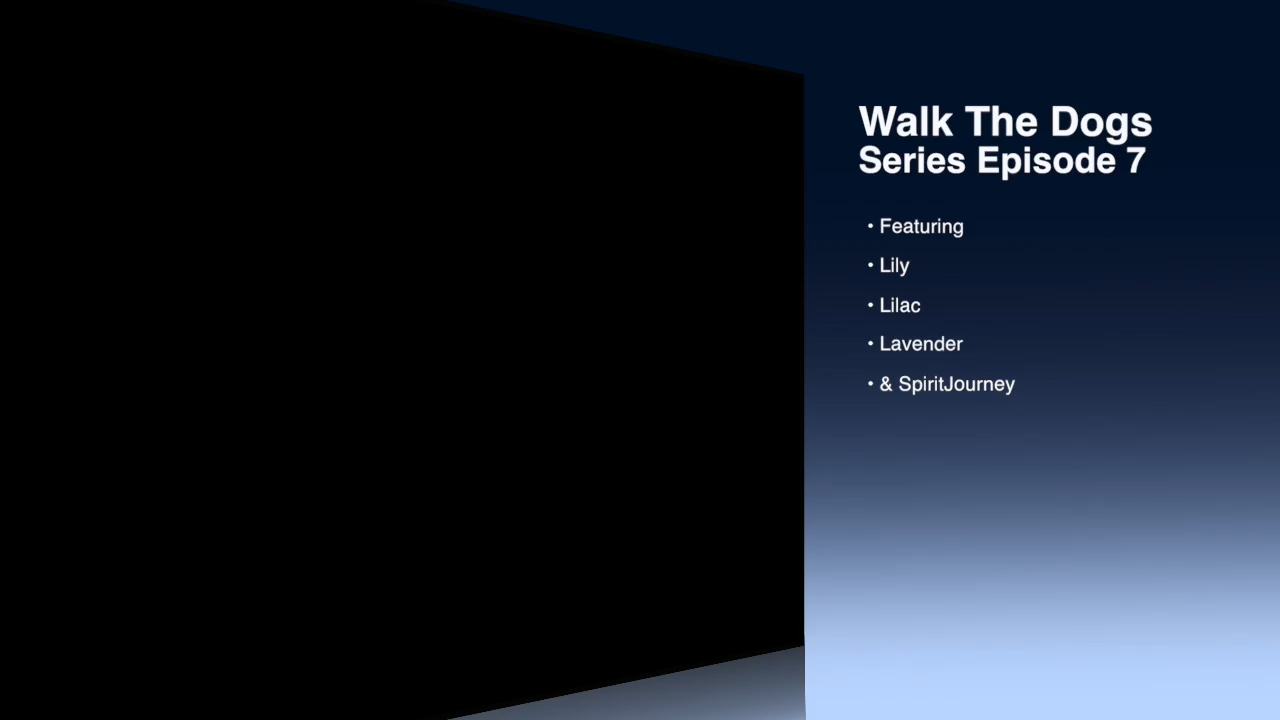 Walk The Dogs
Series Episode 7
• Featuring
• Lily
• Lilac
• Lavender
• & SpiritJourney